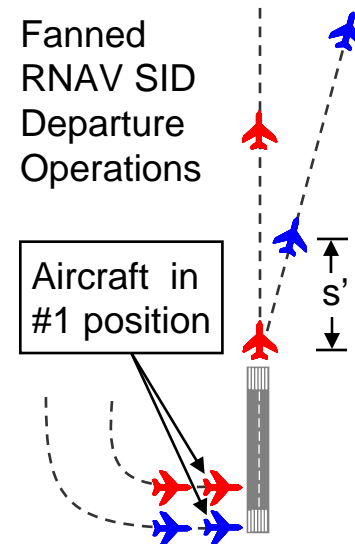 Fanned
RNAV SID
Departure
Operations
Aircraft in
#1 position
s'